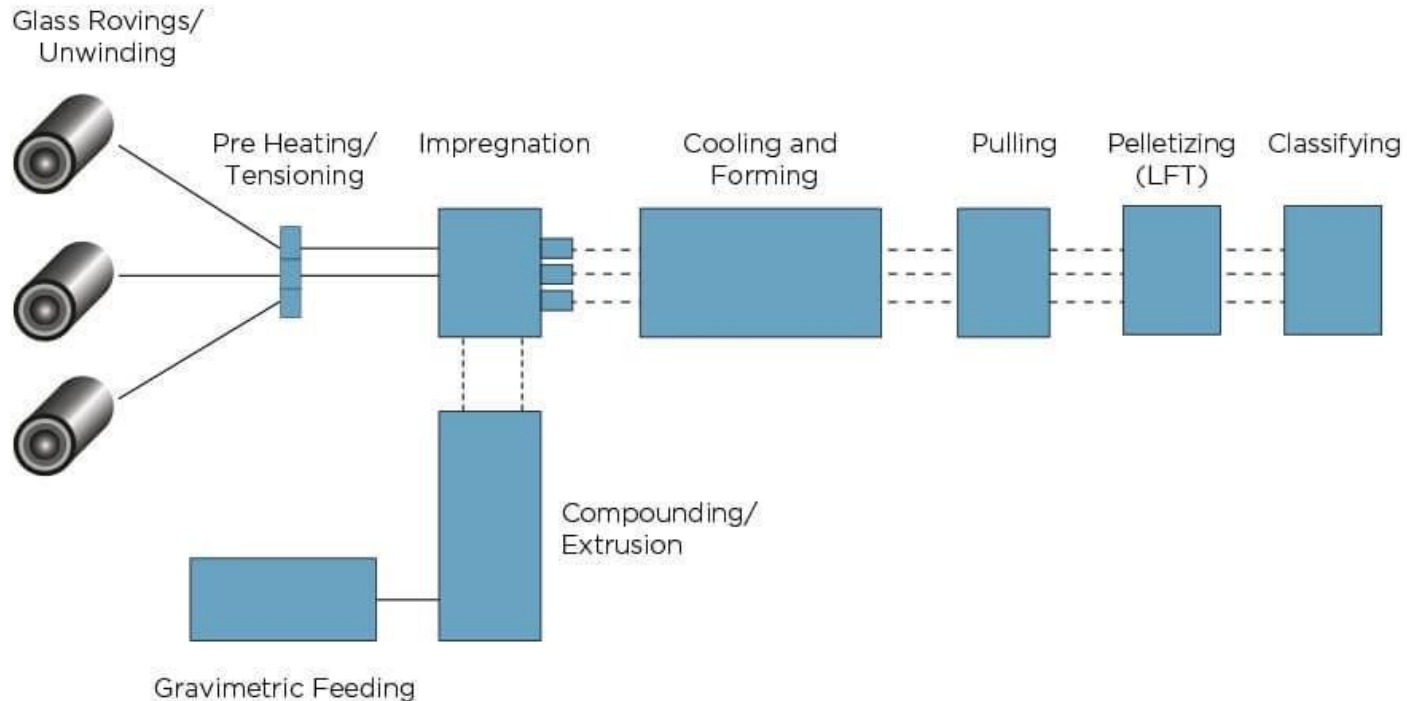 Glass Rovings/
Unwinding
Pre Heating/
Tensioning
Impregnation
Cooling and
Forming
Pulling
Pelletizing
(LFT)
Classifying
Compounding/
Extrusion
Gravimetric Feeding